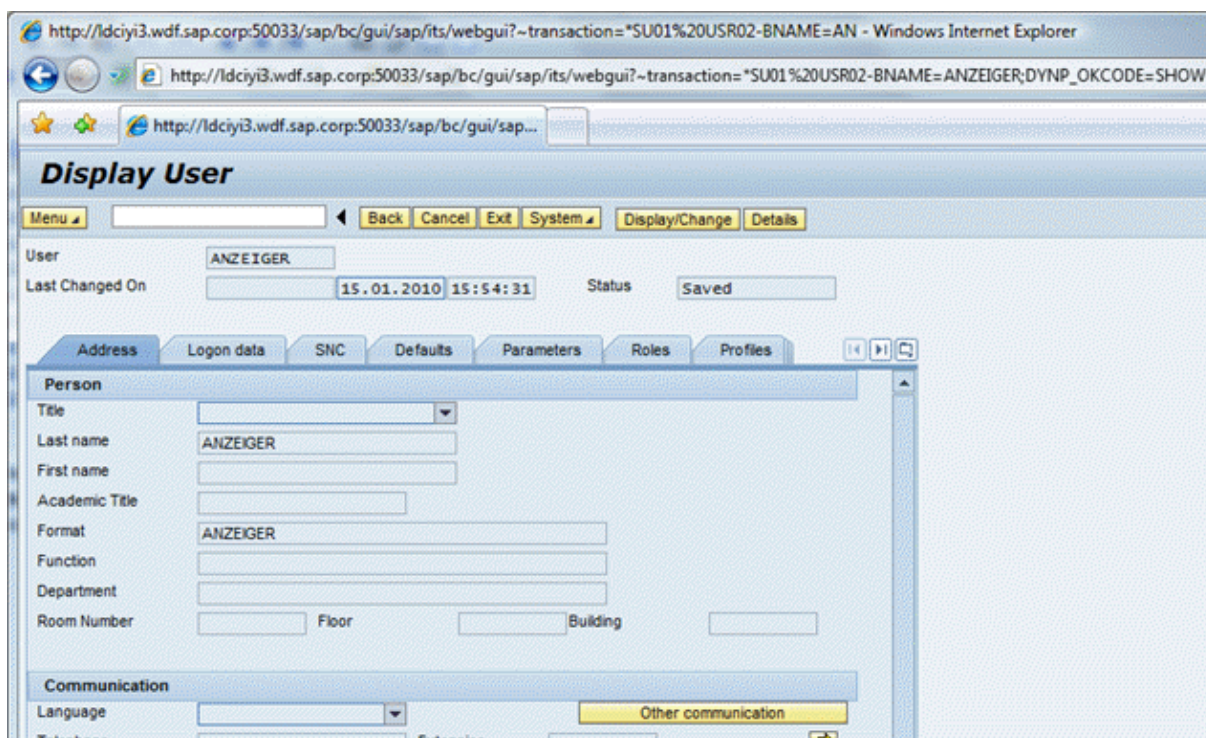 http://ldciyi3.wdf.sap.corp:50033/sap/bc/gui/sap/its/webgui?~transaction=*SU01%20USR02-BNAME=AN - Windows Internet Explorer
http://ldciyi3.wdf.sap.corp:50033/sap/bc/gui/sap/its/webgui?~transaction=*SU01%20USR02-BNAME=ANZEIGER;DYNP_OKCODE=SHOW
http://ldciyi3.wdf.sap.corp:50033/sap/bc/gui/sap...
Display User
Menu Back Cancel Exit System Display/Change Details
User ANZEIGER
Last Changed On 15.01.2010 15:54:31 Status Saved
Address Logon data SNC Defaults Parameters Roles Profiles
Person
Title
Last name ANZEIGER
First name
Academic Title
Format ANZEIGER
Function
Department
Room Number Floor Building
Communication
Language Other communication